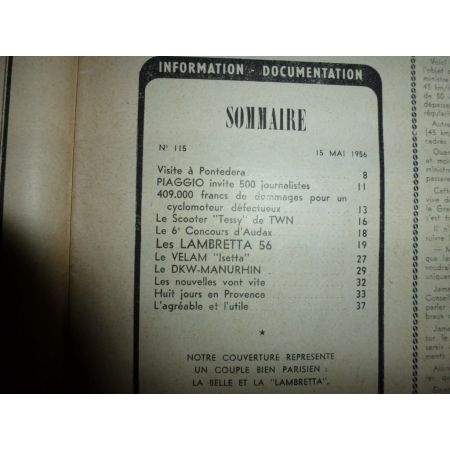 INFORMATION - DOCUMENTATION
SOMMAIRE
N° 115 15 MAI 1956
Visite à Pontedera 8
PIAGGIO invite 500 journalistes 11
409.000 francs de dommages pour un
cyclomoteur défectueux 13
Le Scooter "Tessy" de TWN 16
Le 6e Concours d'Audax 18
Les LAMBRETTA 56 19
Le VELAM "Isetta" 27
Le DKW-MANURHIN 29
Les nouvelles vont vite 32
Huit jours en Provence 33
L'agréable et l'utile 37
*
NOTRE COUVERTURE REPRESENTE
UN COUPLE BIEN PARISIEN :
LA BELLE ET LA "LAMBRETTA".